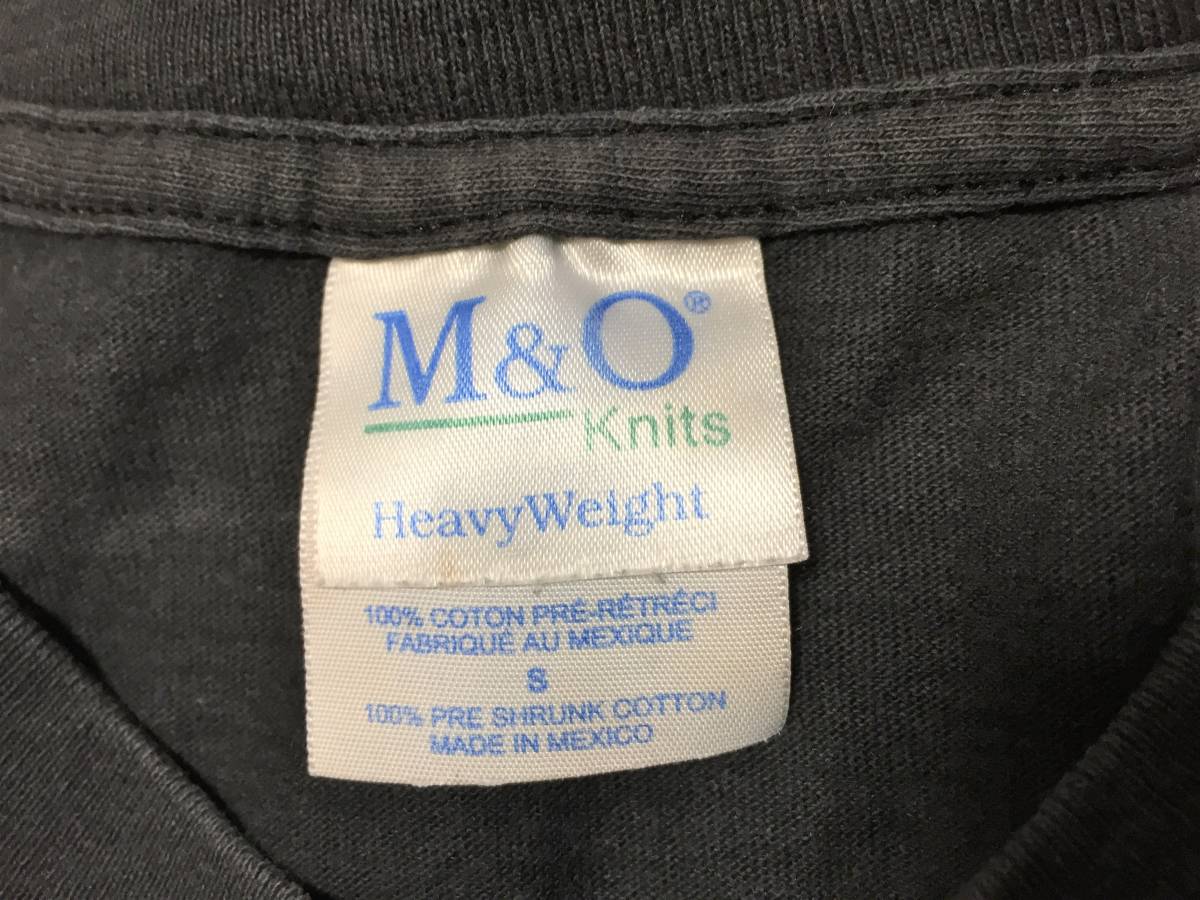 M&O®
Knits
HeavyWeight
100% COTON PRÉ-RÉTRÉCI
FABRIQUÉ AU MEXIQUE
S
100% PRE SHRUNK COTTON
MADE IN MEXICO